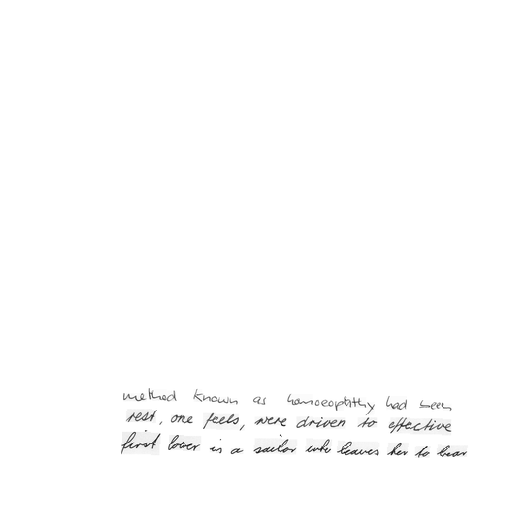 method known as homoeopathy had been
rest, one feels, were driven to effective
first lover is a sailor who leaves her to bear